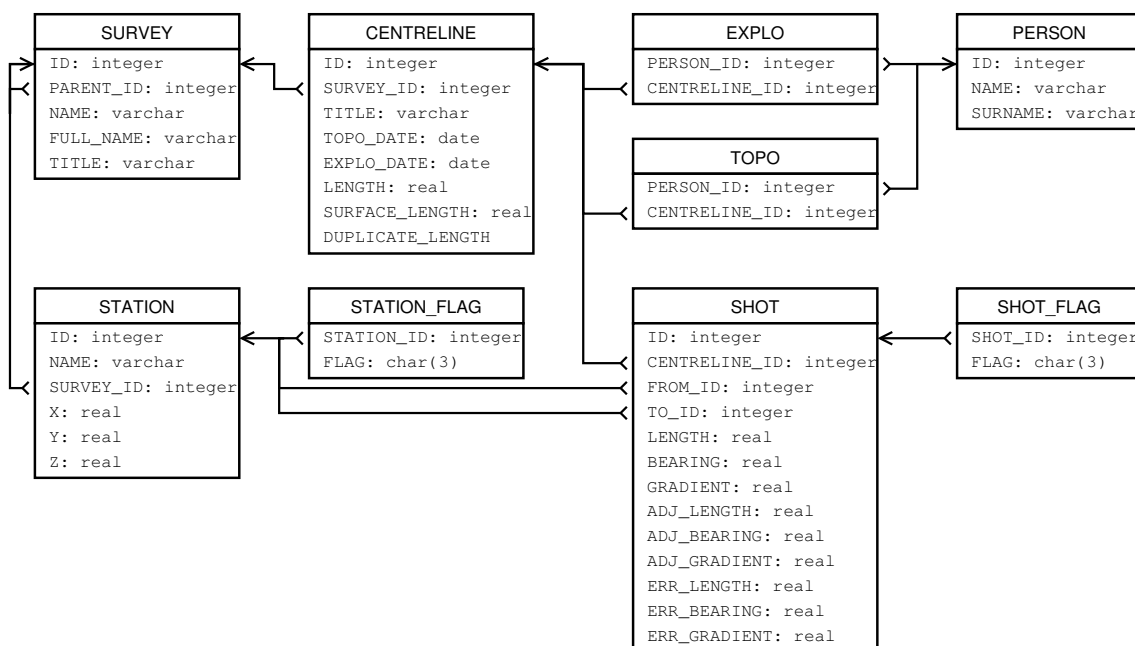 SURVEY
ID: integer
PARENT_ID: integer
NAME: varchar
FULL_NAME: varchar
TITLE: varchar
CENTRELINE
ID: integer
SURVEY_ID: integer
TITLE: varchar
TOPO_DATE: date
EXPLO_DATE: date
LENGTH: real
SURFACE_LENGTH: real
DUPLICATE_LENGTH
EXPLO
PERSON_ID: integer
CENTRELINE_ID: integer
PERSON
ID: integer
NAME: varchar
SURNAME: varchar
TOPO
PERSON_ID: integer
CENTRELINE_ID: integer
STATION
ID: integer
NAME: varchar
SURVEY_ID: integer
X: real
Y: real
Z: real
STATION_FLAG
STATION_ID: integer
FLAG: char(3)
SHOT
ID: integer
CENTRELINE_ID: integer
FROM_ID: integer
TO_ID: integer
LENGTH: real
BEARING: real
GRADIENT: real
ADJ_LENGTH: real
ADJ_BEARING: real
ADJ_GRADIENT: real
ERR_LENGTH: real
ERR_BEARING: real
ERR_GRADIENT: real
SHOT_FLAG
SHOT_ID: integer
FLAG: char(3)